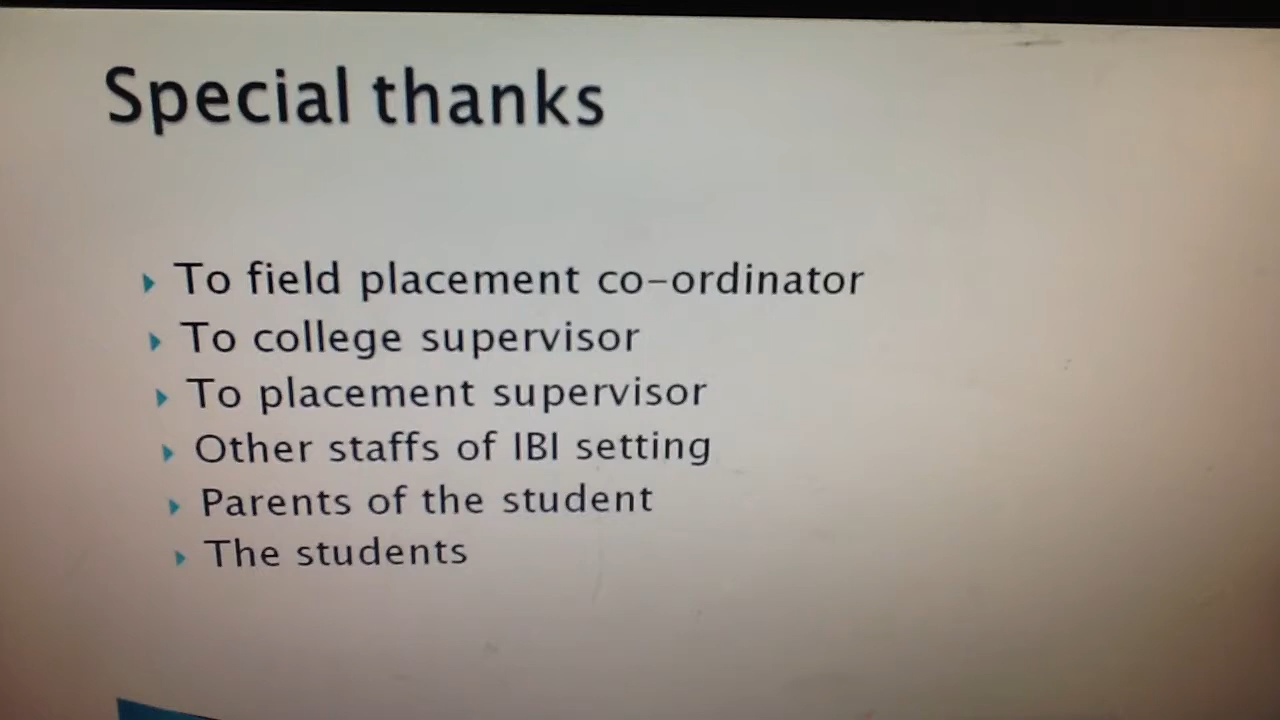 Special thanks
To field placement co-ordinator
To college supervisor
To placement supervisor
Other staffs of IBI setting
Parents of the student
The students